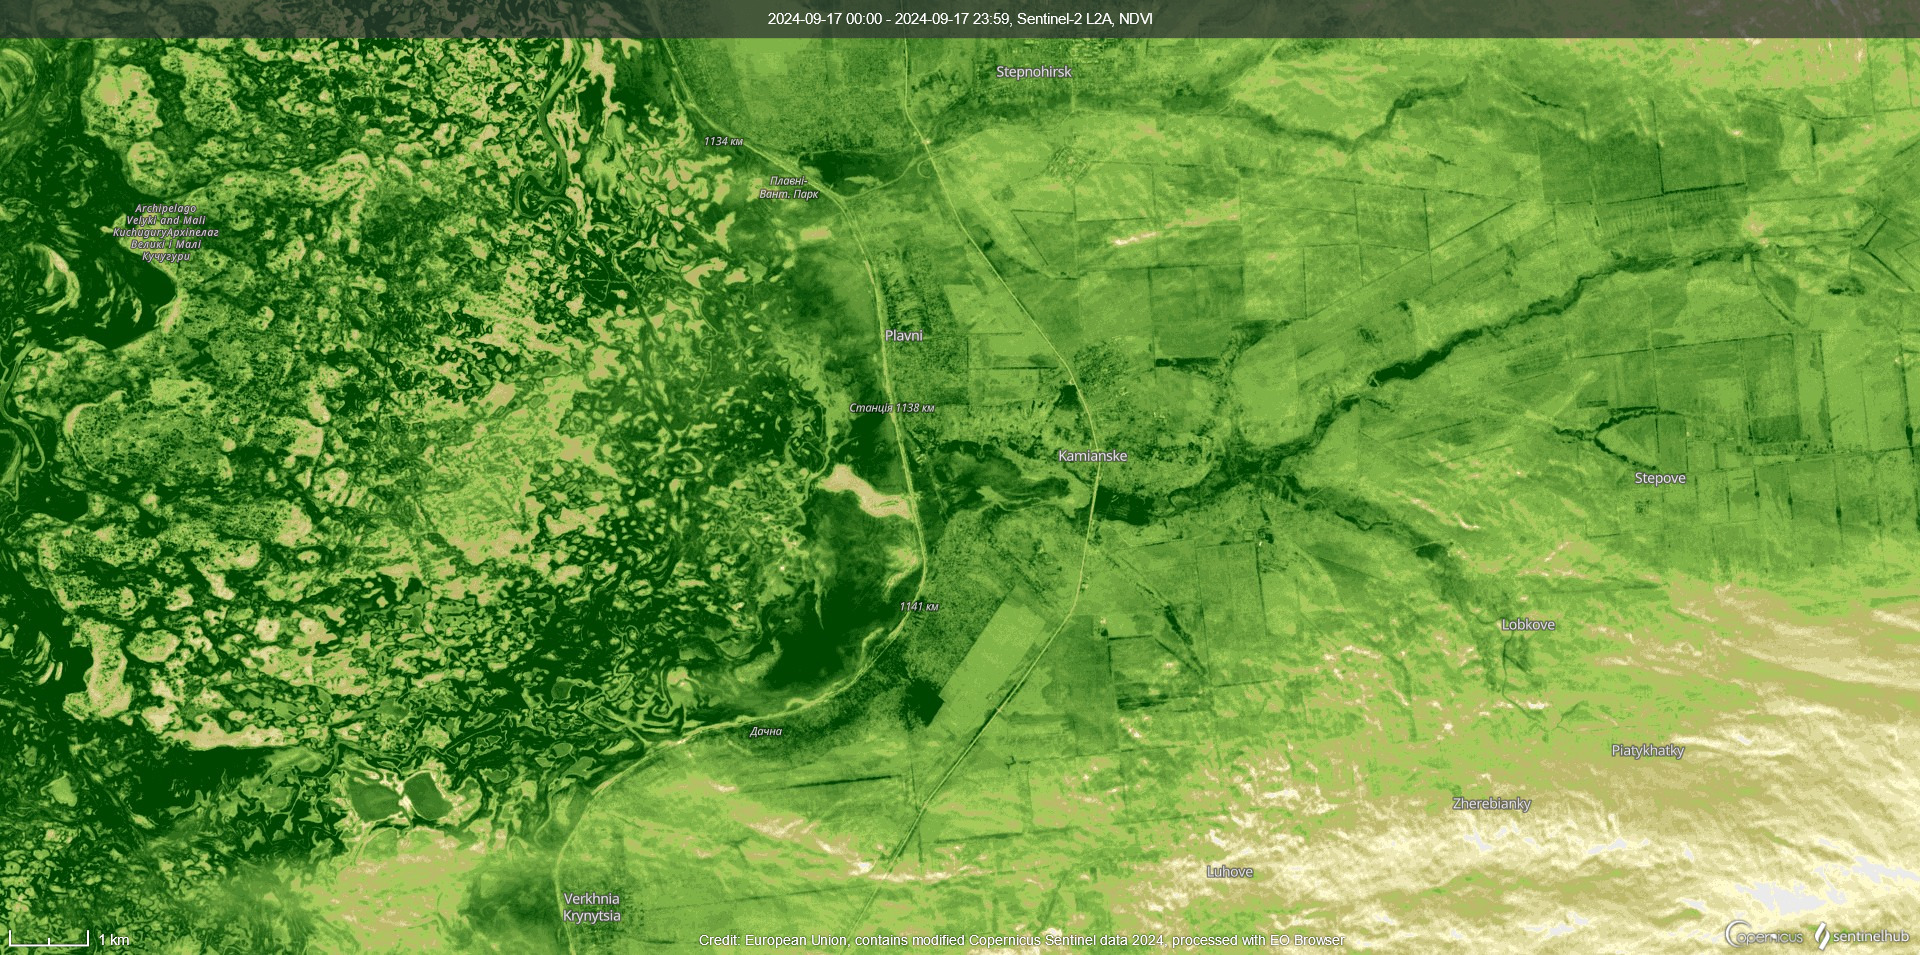 2024-09-17 00:00 - 2024-09-17 23:59, Sentinel-2 L2A, NDVI
Stepnohirsk
1134 км
Плавні-
Вант. Парк
Archipelago
Velyki and Mali
KuchuguryАрхіпелаг
Великі і Малі
Кучугури
Plavni
Станція 1138 км
Kamianske
Stepove
1141 км
Lobkove
Дачна
Piatykhatky
Zherebianky
Luhove
Verkhnia
Krynytsia
1 km
Credit: European Union, contains modified Copernicus Sentinel data 2024, processed with EO Browser
opernicus
sentinelhub